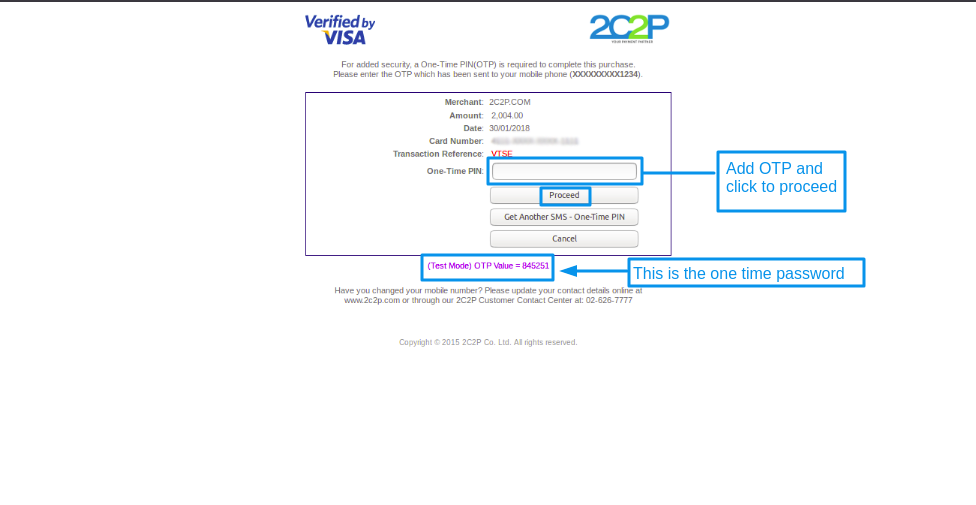 Verified by
VISA
2C2P
YOUR PAYMENT PARTNER
For added security, a One-Time PIN(OTP) is required to complete this purchase.
Please enter the OTP which has been sent to your mobile phone (XXXXXXXXX1234).
Merchant: 2C2P.COM
Amount: 2,004.00
Date: 30/01/2018
Card Number:
Transaction Reference: VTSE
One-Time PIN:
Add OTP and
click to proceed
Proceed
Get Another SMS - One-Time PIN
Cancel
(Test Mode) OTP Value = 845251
This is the one time password
Have you changed your mobile number? Please update your contact details online at
www.2c2p.com or through our 2C2P Customer Contact Center at: 02-626-7777
Copyright © 2015 2C2P Co. Ltd. All rights reserved.